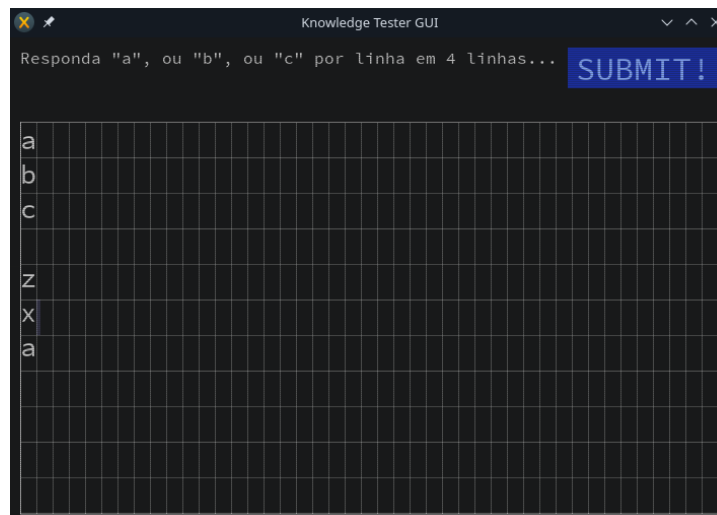 Knowledge Tester GUI
Responda "a", ou "b", ou "c" por linha em 4 linhas...
SUBMIT!
a
b
c
z
x
a